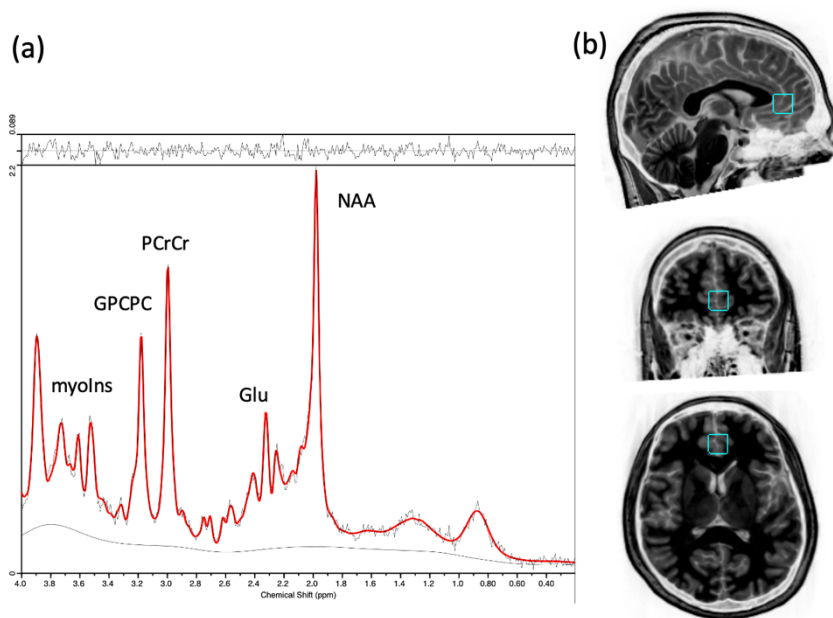 (a)
(b)
0.089
2.2
NAA
PCrCr
GPCPC
myoIns
Glu
0
4.0 3.8 3.6 3.4 3.2 3.0 2.8 2.6 2.4 2.2 2.0 1.8 1.6 1.4 1.2 1.0 0.80 0.60 0.40
Chemical Shift (ppm)